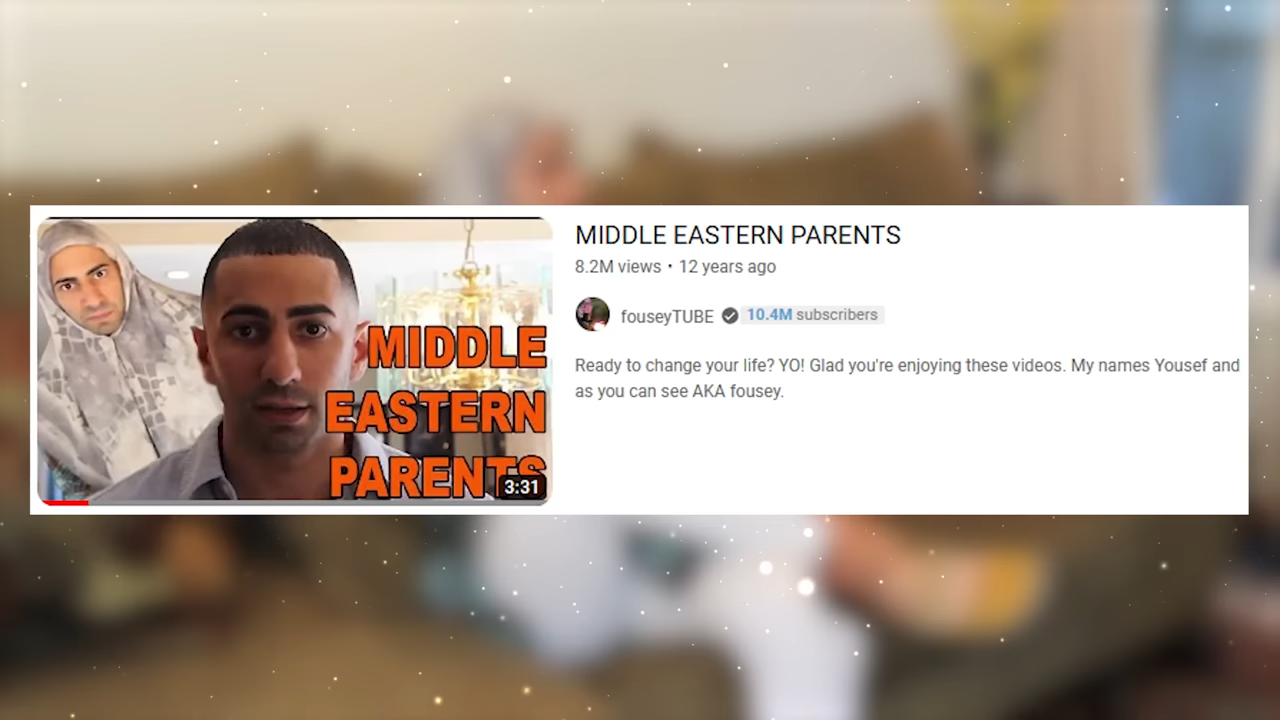 MIDDLE
EASTERN
PARENTS
3:31
MIDDLE EASTERN PARENTS
8.2M views • 12 years ago
fouseyTUBE 10.4M subscribers
Ready to change your life? YO! Glad you're enjoying these videos. My names Yousef and
as you can see AKA fousey.